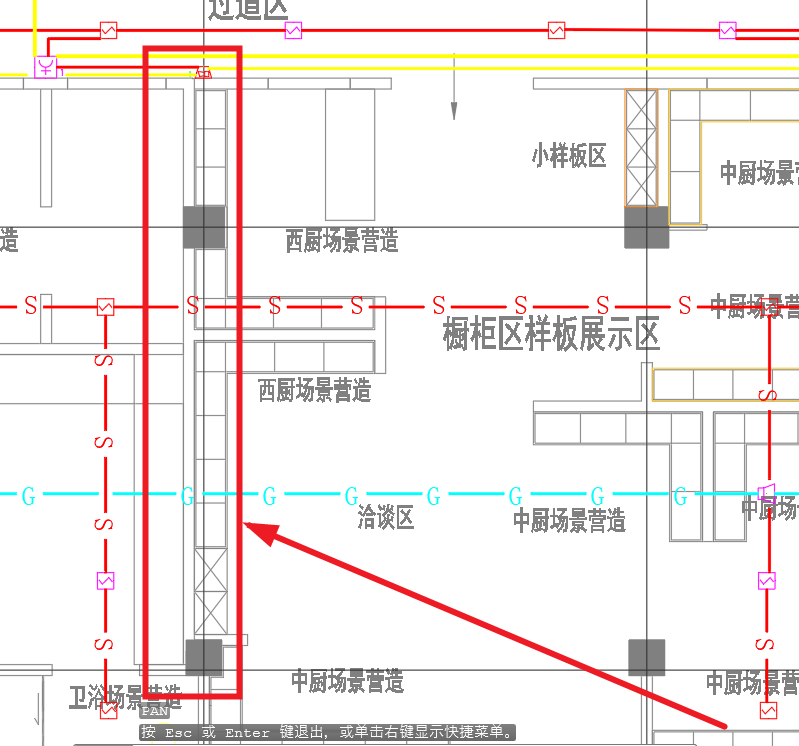 过道区
小样板区
中厨场景营
造
西厨场景营造
S S S S S S S S
中厨场景营
橱柜区样板展示区
S
西厨场景营造
S
S
G G G G G G G G G
洽谈区
中厨场景营造
中厨场
S
S
S
中厨场景营造
中厨场景营
卫浴场景营造
PAN
按 Esc 或 Enter 键退出, 或单击右键显示快捷菜单。